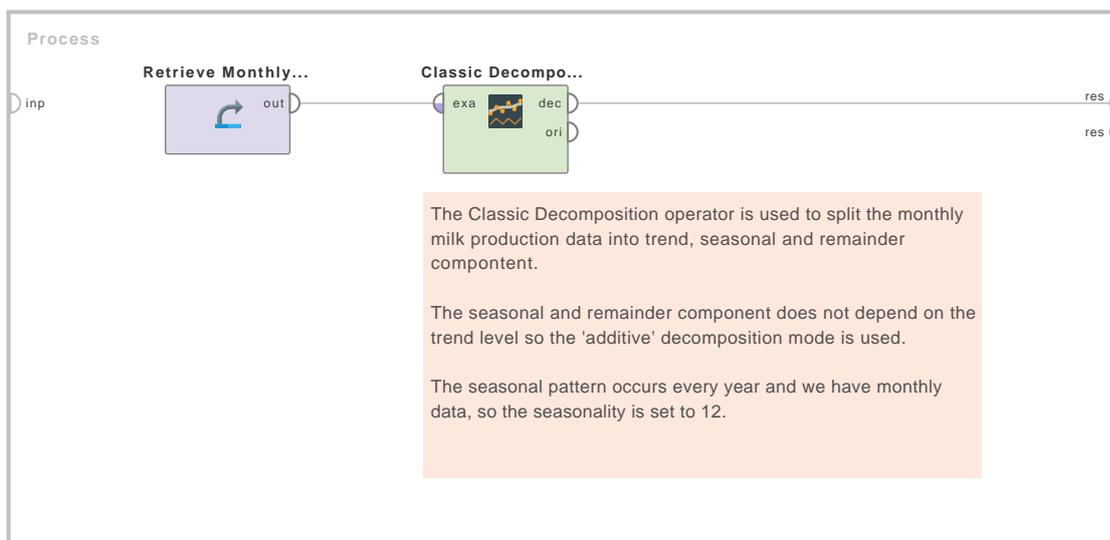 Process
Retrieve Monthly...
Classic Decompo...
inp
out
exa
dec
res
ori
res
The Classic Decomposition operator is used to split the monthly
milk production data into trend, seasonal and remainder
compontent.
The seasonal and remainder component does not depend on the
trend level so the 'additive' decomposition mode is used.
The seasonal pattern occurs every year and we have monthly
data, so the seasonality is set to 12.